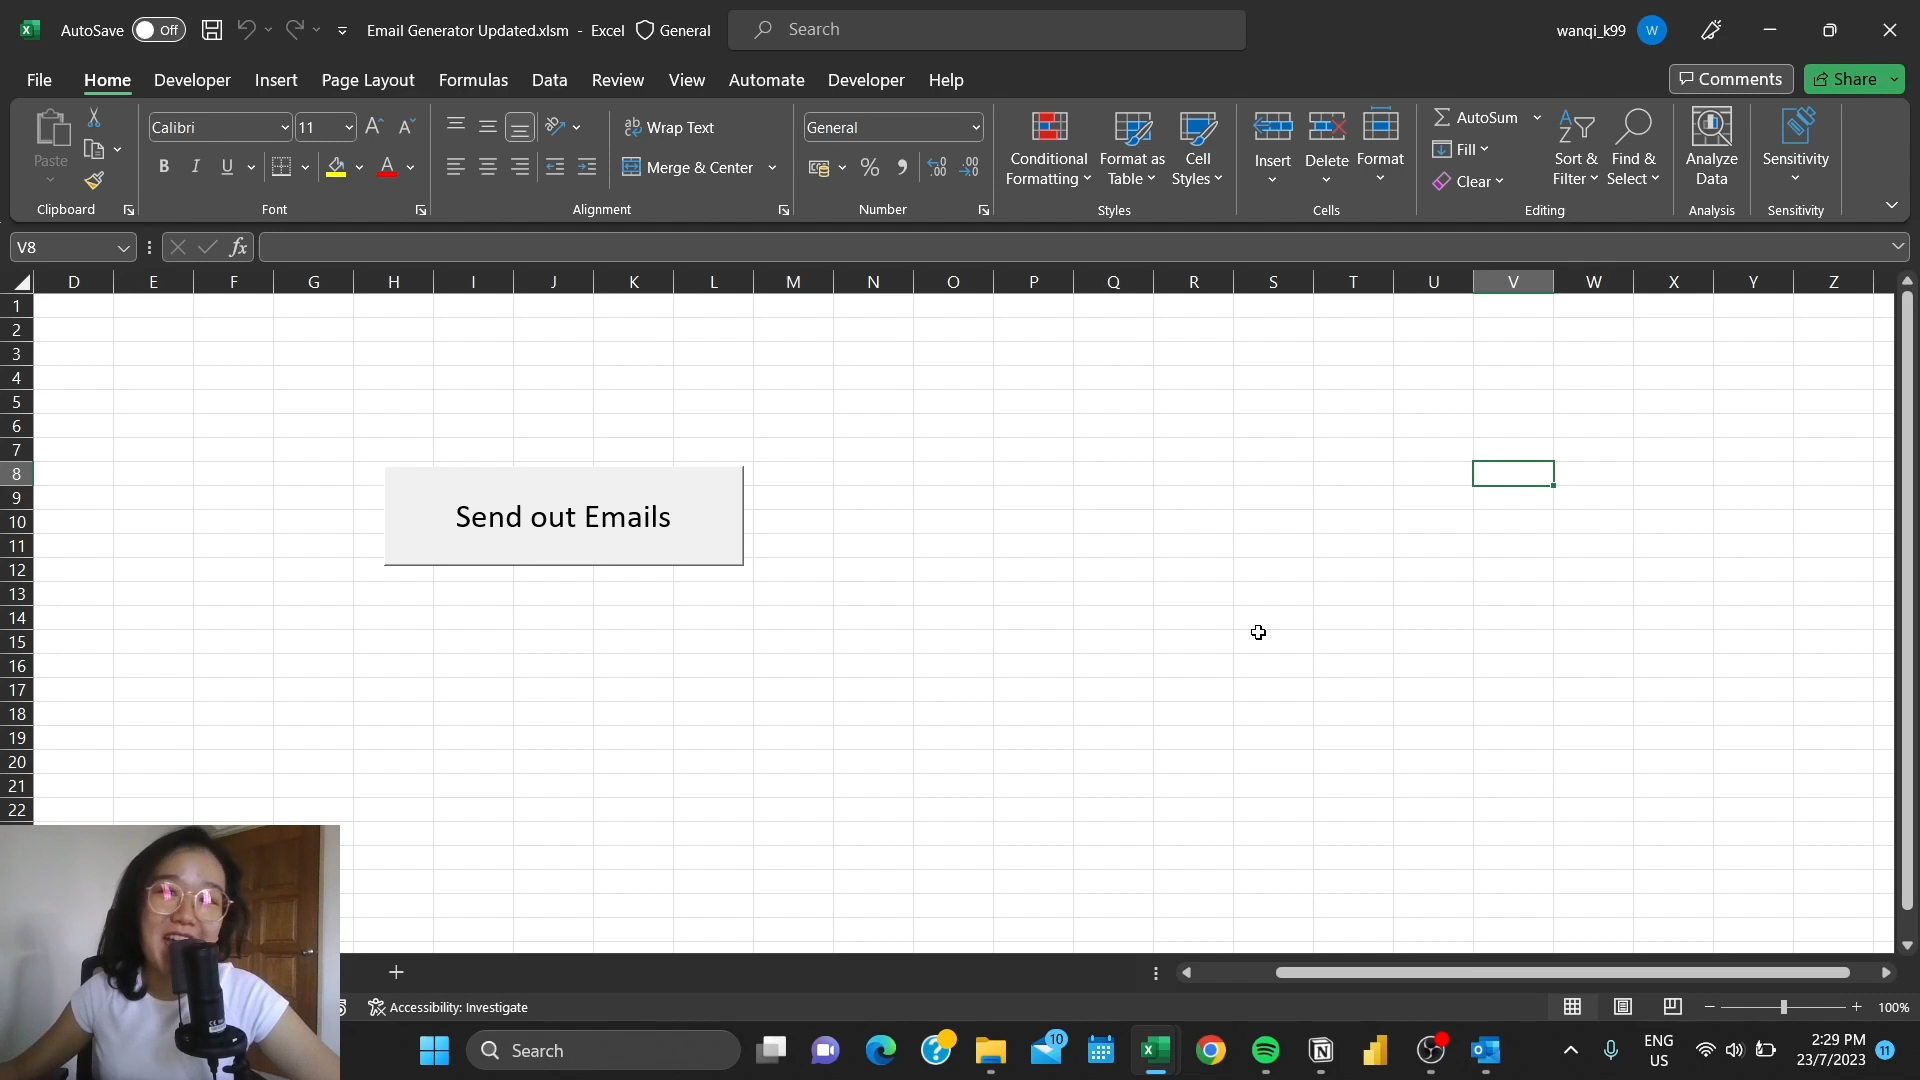 AutoSave Off Email Generator Updated.xlsm - Excel General Search wanqi_k99 W
File Home Developer Insert Page Layout Formulas Data Review View Automate Developer Help Comments Share
Paste Calibri 11 Wrap Text General Conditional Formatting Format as Table Cell Styles Insert Delete Format AutoSum Sort & Filter Find & Select Analyze Data Sensitivity
B I U A Merge & Center % Fill
Clear
Clipboard Font Alignment Number Styles Cells Editing Analysis Sensitivity
V8 fx
D E F G H I J K L M N O P Q R S T U V W X Y Z
1
2
3
4
5
6
7
8
9
10
11
12
13
14
15
16
17
18
19
20
21
22
Send out Emails
Accessibility: Investigate 100%
Search 10 ENG US 2:29 PM 23/7/2023 11